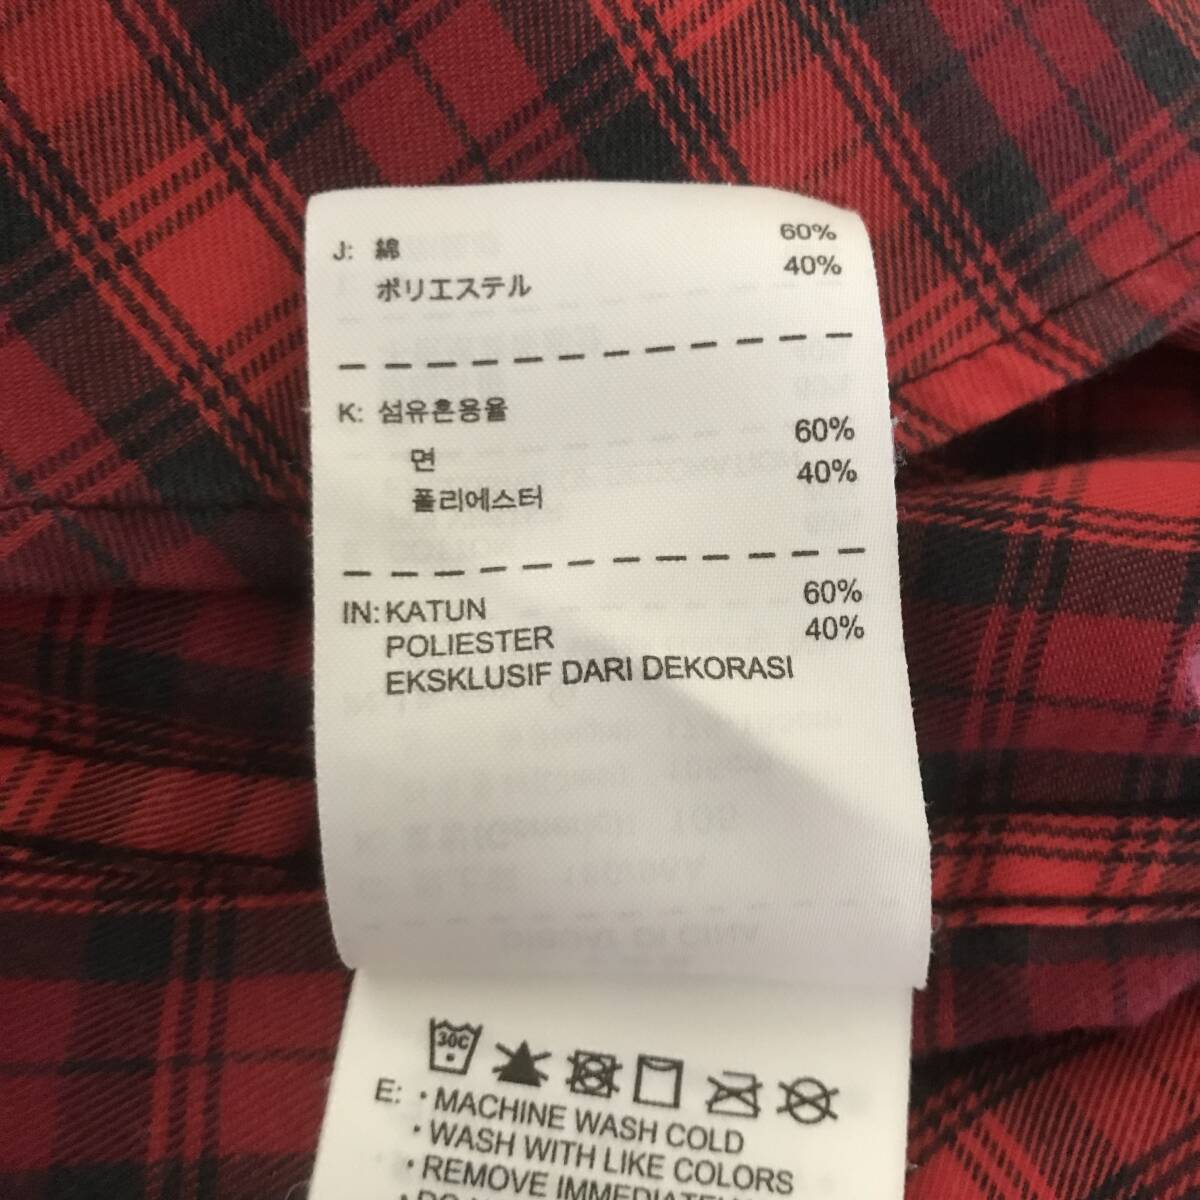 J: 綿 60%
ポリエステル 40%
K: 섬유혼용율
면 60%
폴리에스터 40%
IN: KATUN 60%
POLIESTER 40%
EKSKLUSIF DARI DEKORASI
30C
E: · MACHINE WASH COLD
· WASH WITH LIKE COLORS
· REMOVE